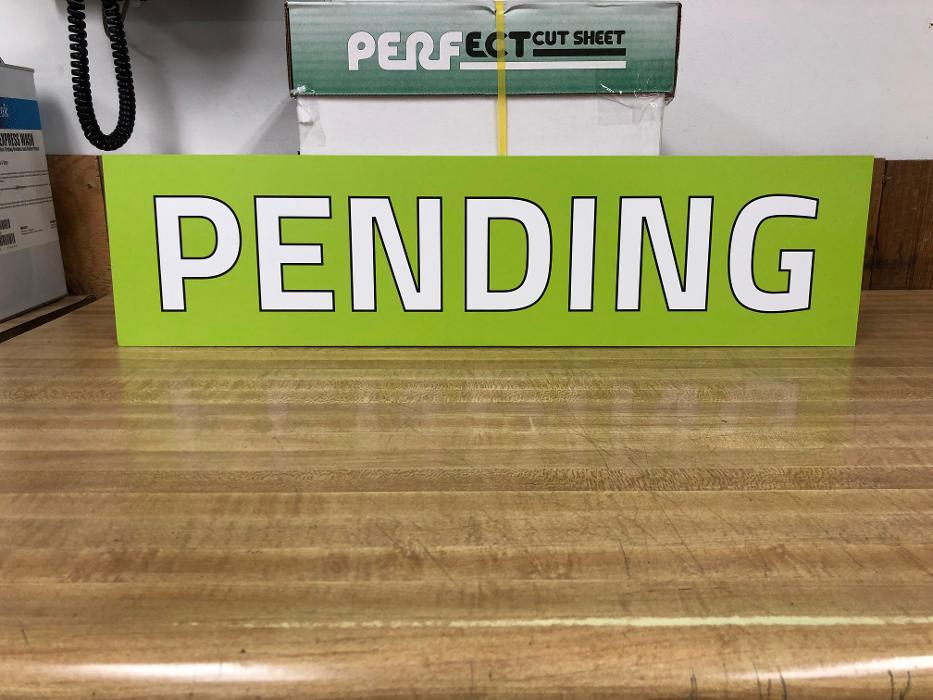 PERFECT CUT SHEET
EXPRESS WASH
PENDING